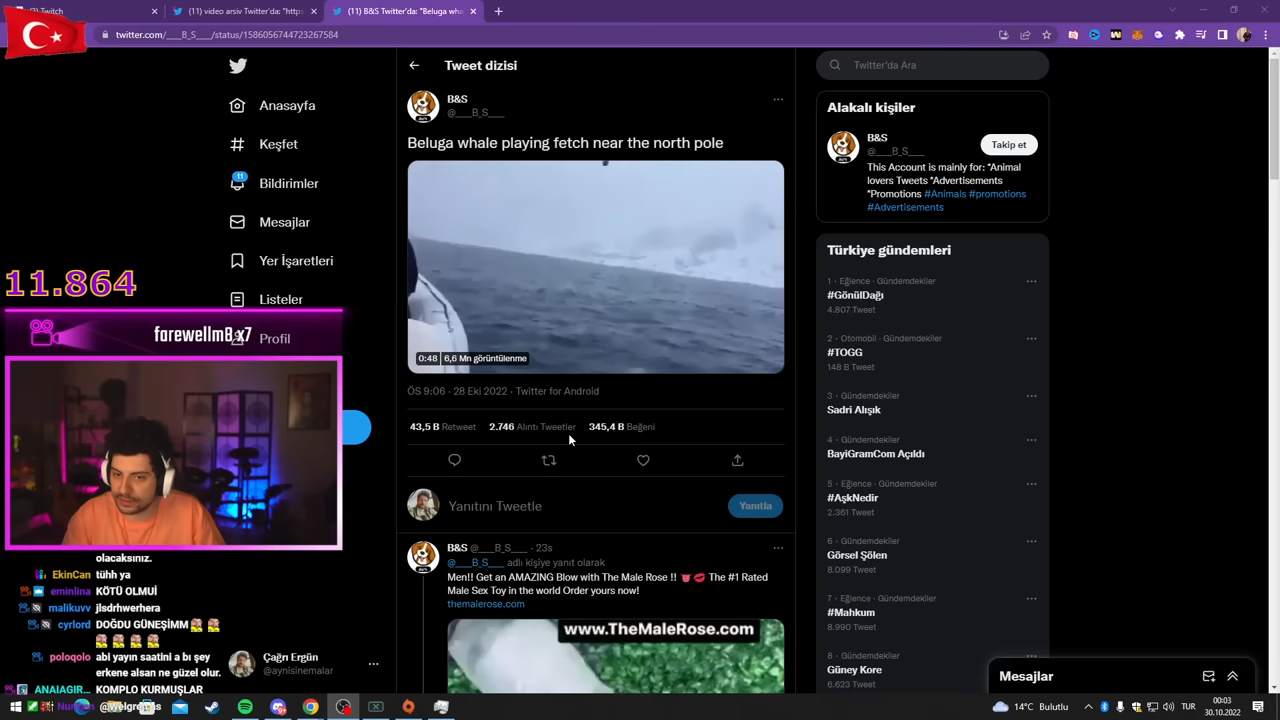 Twitch
(1) video arsiv Twitter'da: "https:
(11) B&S Twitter'da: "Beluga wh
twitter.com/___B_S___/status/1586056744723267584
Anasayfa
Keşfet
11
Bildirimler
Mesajlar
Yer İşaretleri
Listeler
Profil
11.864
farewellm8 x7
olacaksınız.
EkinCan tühh ya
eminlina KÖTÜ OLMUİ
malikuvv jlsdrhwerhera
cyrlord DOĞDU GÜNEŞİMM
poloqolo abi yayın saatini a bı şey
erkene alsan ne güzel olur.
ANAIAGIR... KOMPLO KURMUŞLAR
@Welgreatus
Çağrı Ergün
@aynisinemalar
Tweet dizisi
B&S
@___B_S___
Beluga whale playing fetch near the north pole
0:48 6,6 Mn görüntülenme
ÖS 9:06 · 28 Eki 2022 · Twitter for Android
43,5 B Retweet 2.746 Alıntı Tweetler 345,4 B Beğeni
Yanıtını Tweetle
Yanıtla
B&S @___B_S___ · 23s
@___B_S___ adlı kişiye yanıt olarak
Men!! Get an AMAZING Blow with The Male Rose !! The #1 Rated
Male Sex Toy in the world Order yours now!
themalerose.com
www.TheMaleRose.com
Twitter'da Ara
Alakalı kişiler
B&S
@___B_S___
Takip et
This Account is mainly for: "Animal
lovers Tweets "Advertisements
"Promotions #Animals #promotions
#Advertisements
Türkiye gündemleri
1 · Eğlence · Gündemdekiler
#GönülDağı
4.807 Tweet
2 · Otomobil · Gündemdekiler
#TOGG
148 B Tweet
3 · Gündemdekiler
Sadri Alışık
4 · Gündemdekiler
BayiGramCom Açıldı
5 · Eğlence · Gündemdekiler
#AşkNedir
2.361 Tweet
6 · Eğlence · Gündemdekiler
Görsel Şölen
8.099 Tweet
7 · Eğlence · Gündemdekiler
#Mahkum
8.990 Tweet
8 · Eğlence · Gündemdekiler
Güney Kore
6.623 Tweet
Mesajlar
14°C Bulutlu
TUR
00:03
30.10.2022